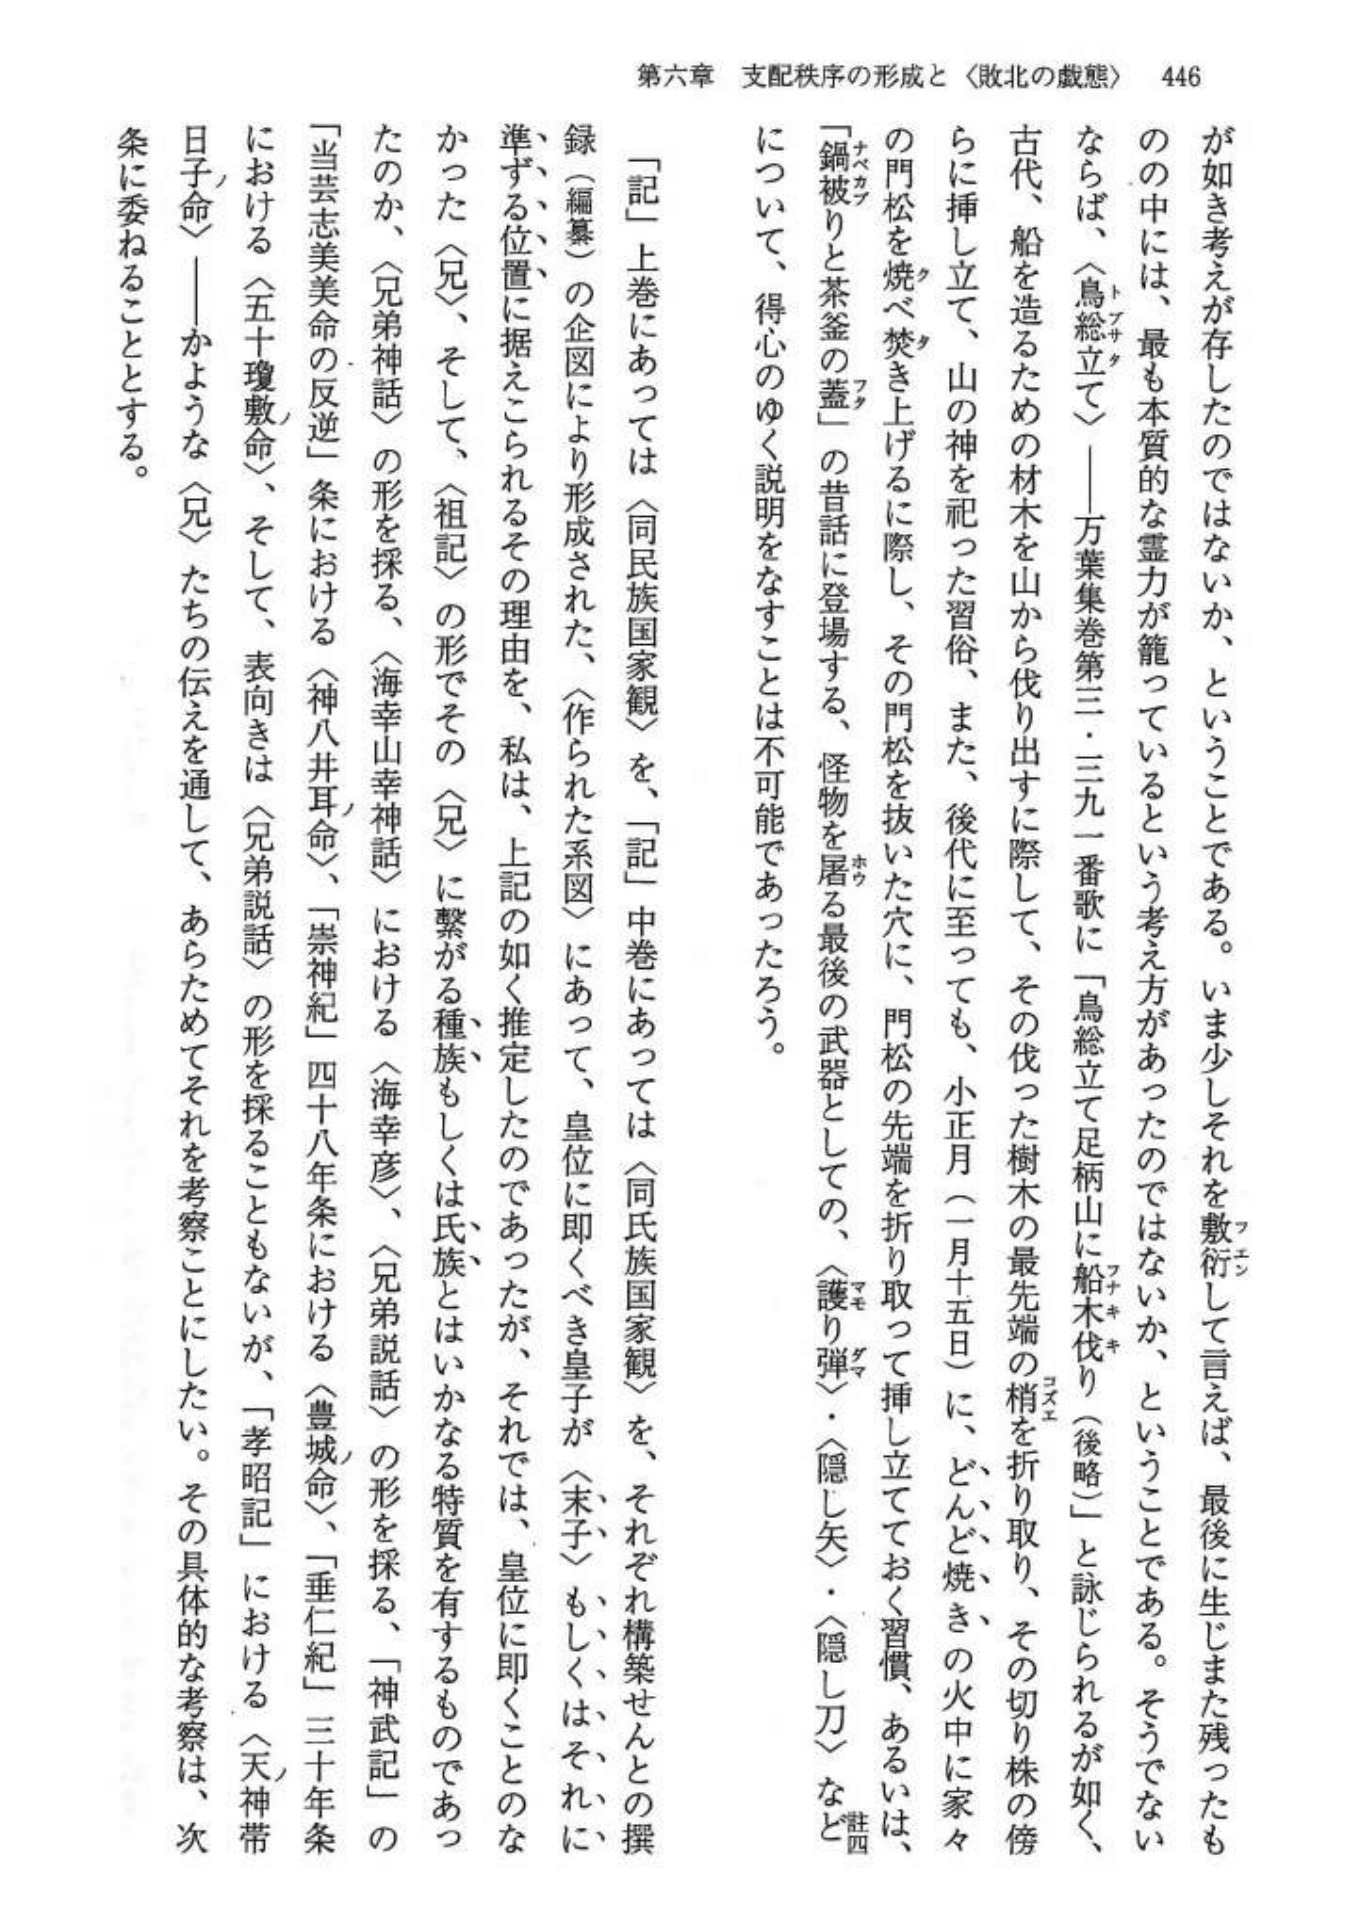 第六章　支配秩序の形成と〈敗北の戯態〉　446
が如き考えが存したのではないか、ということである。いま少しそれを敷衍して言えば、最後に生じまた残ったも
のの中には、最も本質的な霊力が籠っているという考え方があったのではないか、ということである。そうでない
ならば、〈鳥総立て〉――万葉集巻第三・三九一番歌に「鳥総立て足柄山に船木伐り（後略）」と詠じられるが如く、
古代、船を造るための材木を山から伐り出すに際して、その伐った樹木の最先端の梢を折り取り、その切り株の傍
らに挿し立て、山の神を祀った習俗、また、後代に至っても、小正月（一月十五日）に、どんど焼きの火中に家々
の門松を焼べ焚き上げるに際し、その門松を抜いた穴に、門松の先端を折り取って挿し立てておく習慣、あるいは、
「鍋被りと茶釜の蓋」の昔話に登場する、怪物を屠る最後の武器としての、〈護り弾〉・〈隠し矢〉・〈隠し刀〉など註四
について、得心のゆく説明をなすことは不可能であったろう。
「記」上巻にあっては〈同民族国家観〉を、「記」中巻にあっては〈同氏族国家観〉を、それぞれ構築せんとの撰
録（編纂）の企図により形成された、〈作られた系図〉にあって、皇位に即くべき皇子が〈末子〉もしくはそれに
準ずる位置に据えこられるその理由を、私は、上記の如く推定したのであったが、それでは、皇位に即くことのな
かった〈兄〉、そして、〈祖記〉の形でその〈兄〉に繋がる種族もしくは氏族とはいかなる特質を有するものであっ
たのか、〈兄弟神話〉の形を採る、〈海幸山幸神話〉における〈海幸彦〉、〈兄弟説話〉の形を採る、「神武記」の
「当芸志美美命の反逆」条における〈神八井耳ノ命〉、「崇神紀」四十八年条における〈豊城ノ命〉、「垂仁紀」三十年条
における〈五十瓊敷ノ命〉、そして、表向きは〈兄弟説話〉の形を採ることもないが、「孝昭記」における〈天ノ神帯
日子ノ命〉――かような〈兄〉たちの伝えを通して、あらためてそれを考察ことにしたい。その具体的な考察は、次
条に委ねることとする。